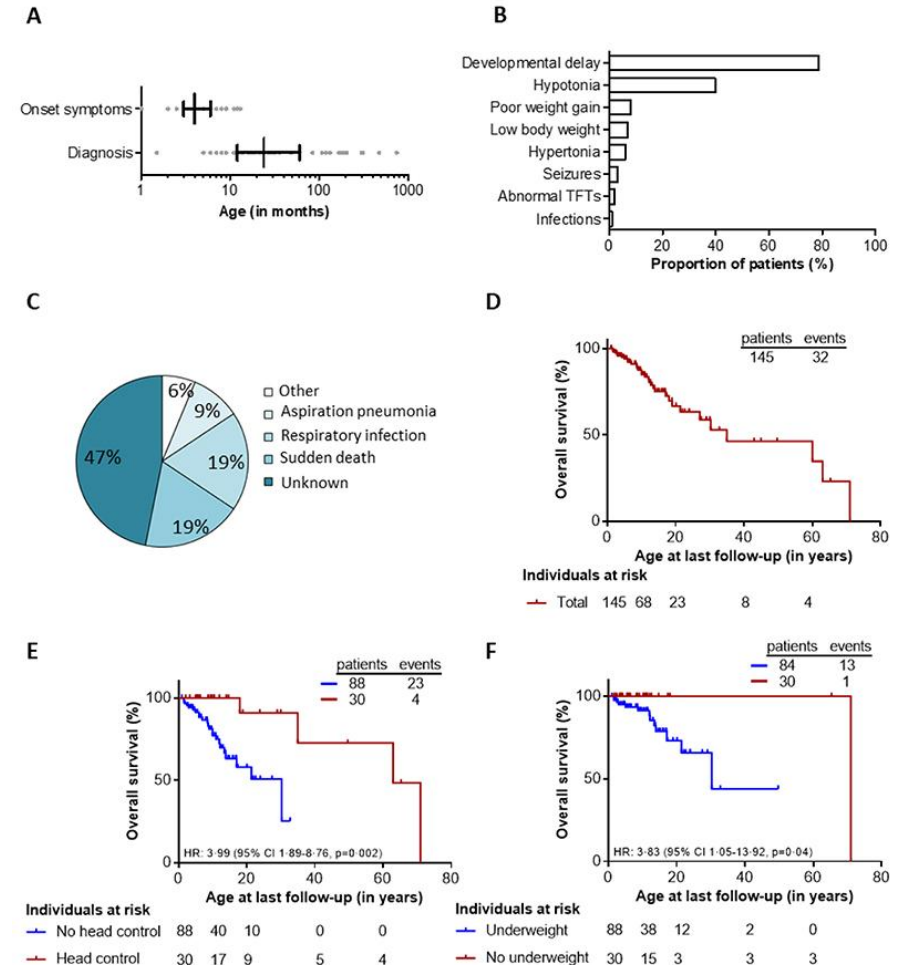 A
Onset symptoms
Diagnosis
1 10 100 1000
Age (in months)
B
Developmental delay
Hypotonia
Poor weight gain
Low body weight
Hypertonia
Seizures
Abnormal TFTs
Infections
0 20 40 60 80 100
Proportion of patients (%)
C
6%
9%
19%
19%
47%
Other
Aspiration pneumonia
Respiratory infection
Sudden death
Unknown
D
patients events
145 32
Overall survival (%)
100
50
0
0 20 40 60 80
Age at last follow-up (in years)
Individuals at risk
Total 145 68 23 8 4
E
patients events
88 23
30 4
Overall survival (%)
100
50
0
HR: 3·99 (95% CI 1·89-8·76, p=0·002)
0 20 40 60 80
Age at last follow-up (in years)
Individuals at risk
No head control 88 40 10 0 0
Head control 30 17 9 5 4
F
patients events
84 13
30 1
Overall survival (%)
100
50
0
HR: 3·83 (95% CI 1·05-13·92, p=0·04)
0 20 40 60 80
Age at last follow-up (in years)
Individuals at risk
Underweight 88 38 12 2 0
No underweight 30 15 3 3 3